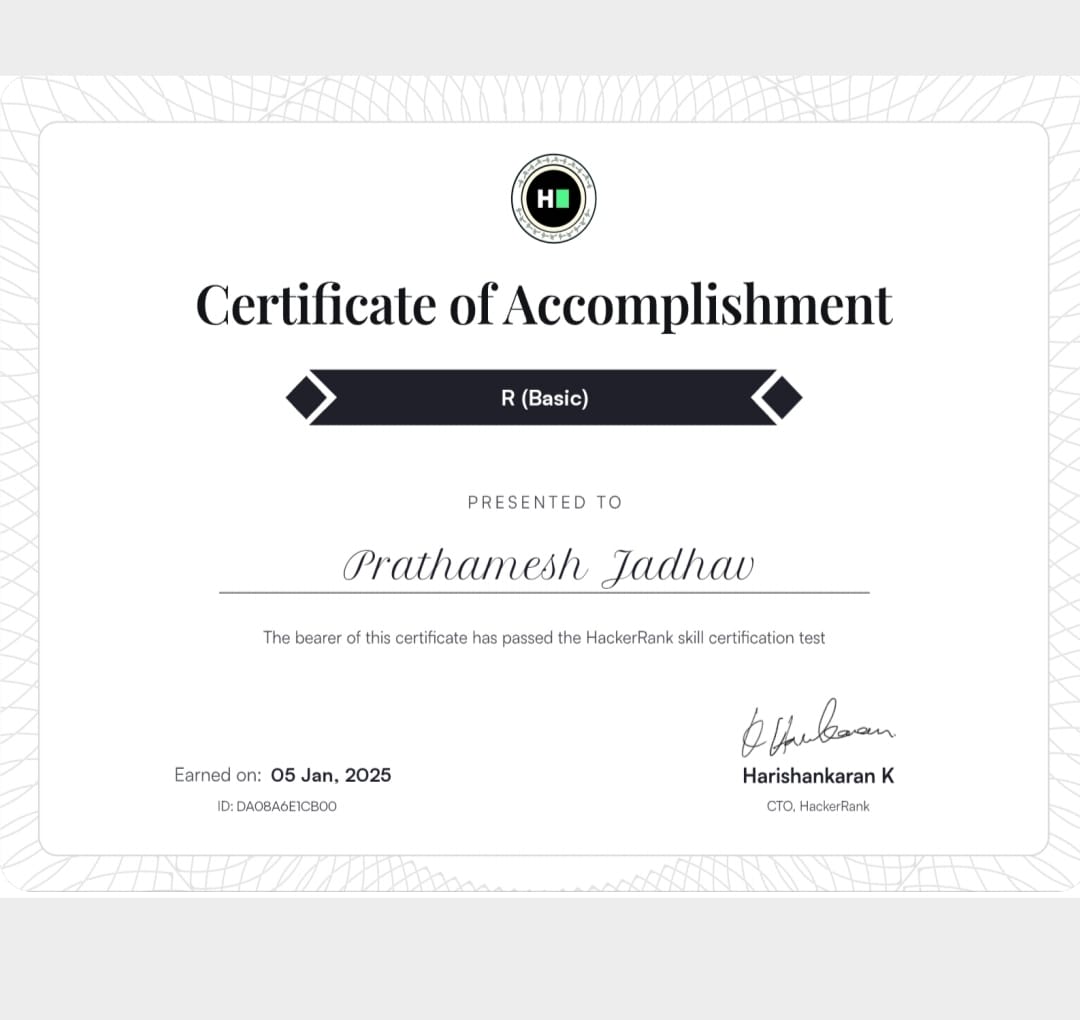 H
Certificate of Accomplishment
R (Basic)
PRESENTED TO
Prathamesh Jadhav
The bearer of this certificate has passed the HackerRank skill certification test
Earned on: 05 Jan, 2025
ID: DA08A6E1CB00
Harishankaran K
CTO, HackerRank